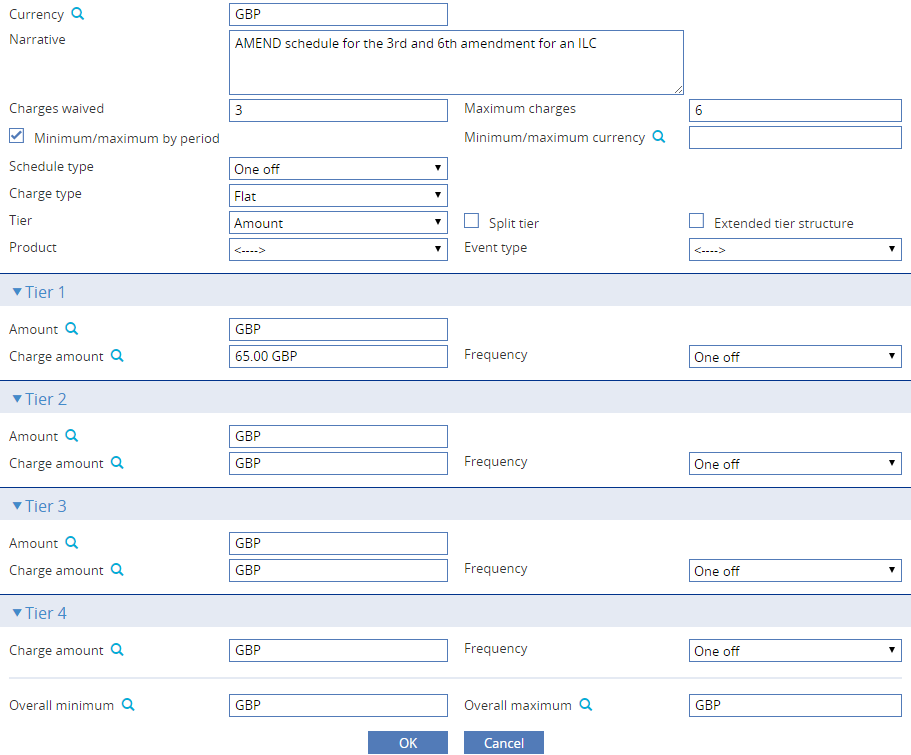 Currency GBP
Narrative AMEND schedule for the 3rd and 6th amendment for an ILC
Charges waived 3 Maximum charges 6
Minimum/maximum by period Minimum/maximum currency
Schedule type One off
Charge type Flat
Tier Amount Split tier Extended tier structure
Product <----> Event type <---->
Tier 1
Amount GBP
Charge amount 65.00 GBP Frequency One off
Tier 2
Amount GBP
Charge amount GBP Frequency One off
Tier 3
Amount GBP
Charge amount GBP Frequency One off
Tier 4
Charge amount GBP Frequency One off
Overall minimum GBP Overall maximum GBP
OK Cancel